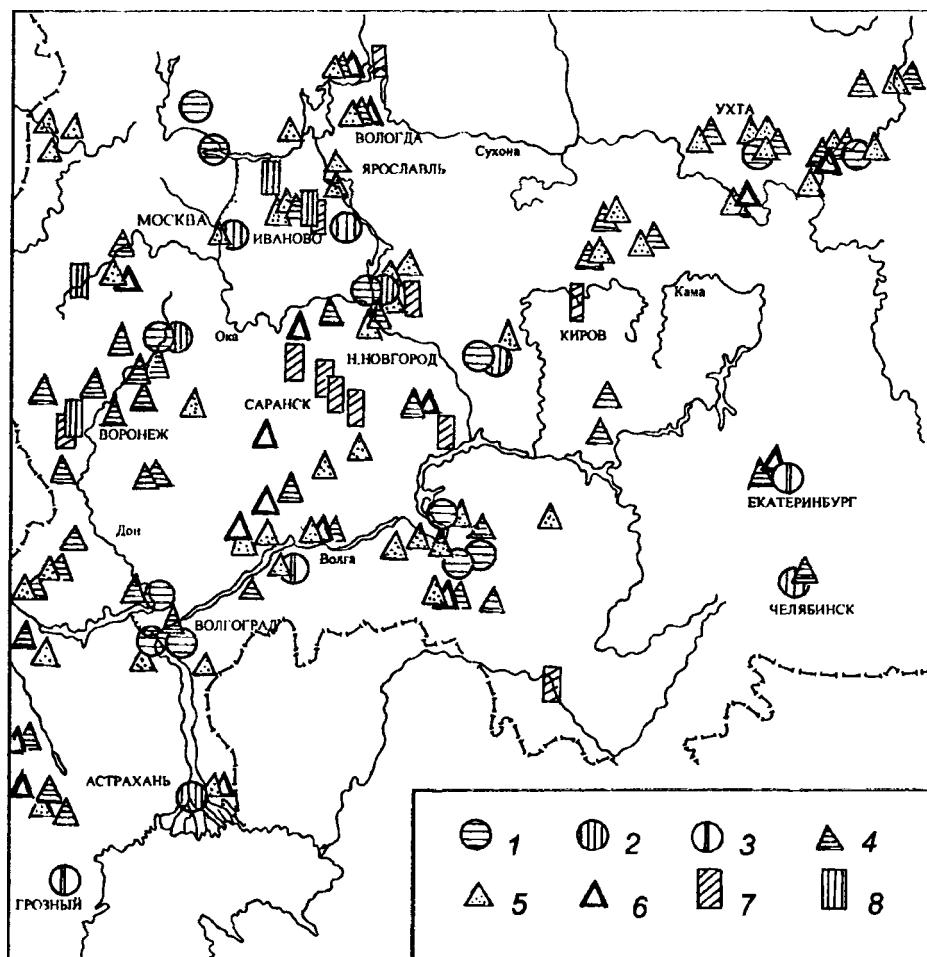 УХТА
ВОЛОГДА
Сухона
ЯРОСЛАВЛЬ
МОСКВА
ИВАНОВО
Кама
КИРОВ
Ока
Н.НОВГОРОД
САРАНСК
ВОРОНЕЖ
ЕКАТЕРИНБУРГ
Дон
Волга
ЧЕЛЯБИНСК
ВОЛГОГРАД
АСТРАХАНЬ
ГРОЗНЫЙ
1 2 3 4
5 6 7 8